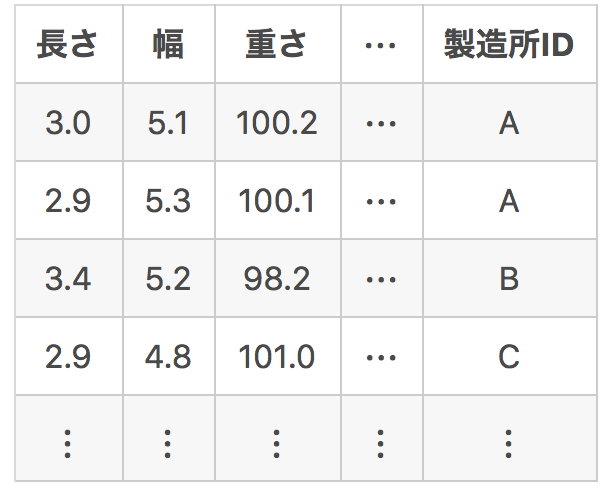 長さ 幅 重さ … 製造所ID
3.0 5.1 100.2 … A
2.9 5.3 100.1 … A
3.4 5.2 98.2 … B
2.9 4.8 101.0 … C
⋮ ⋮ ⋮ ⋮ ⋮